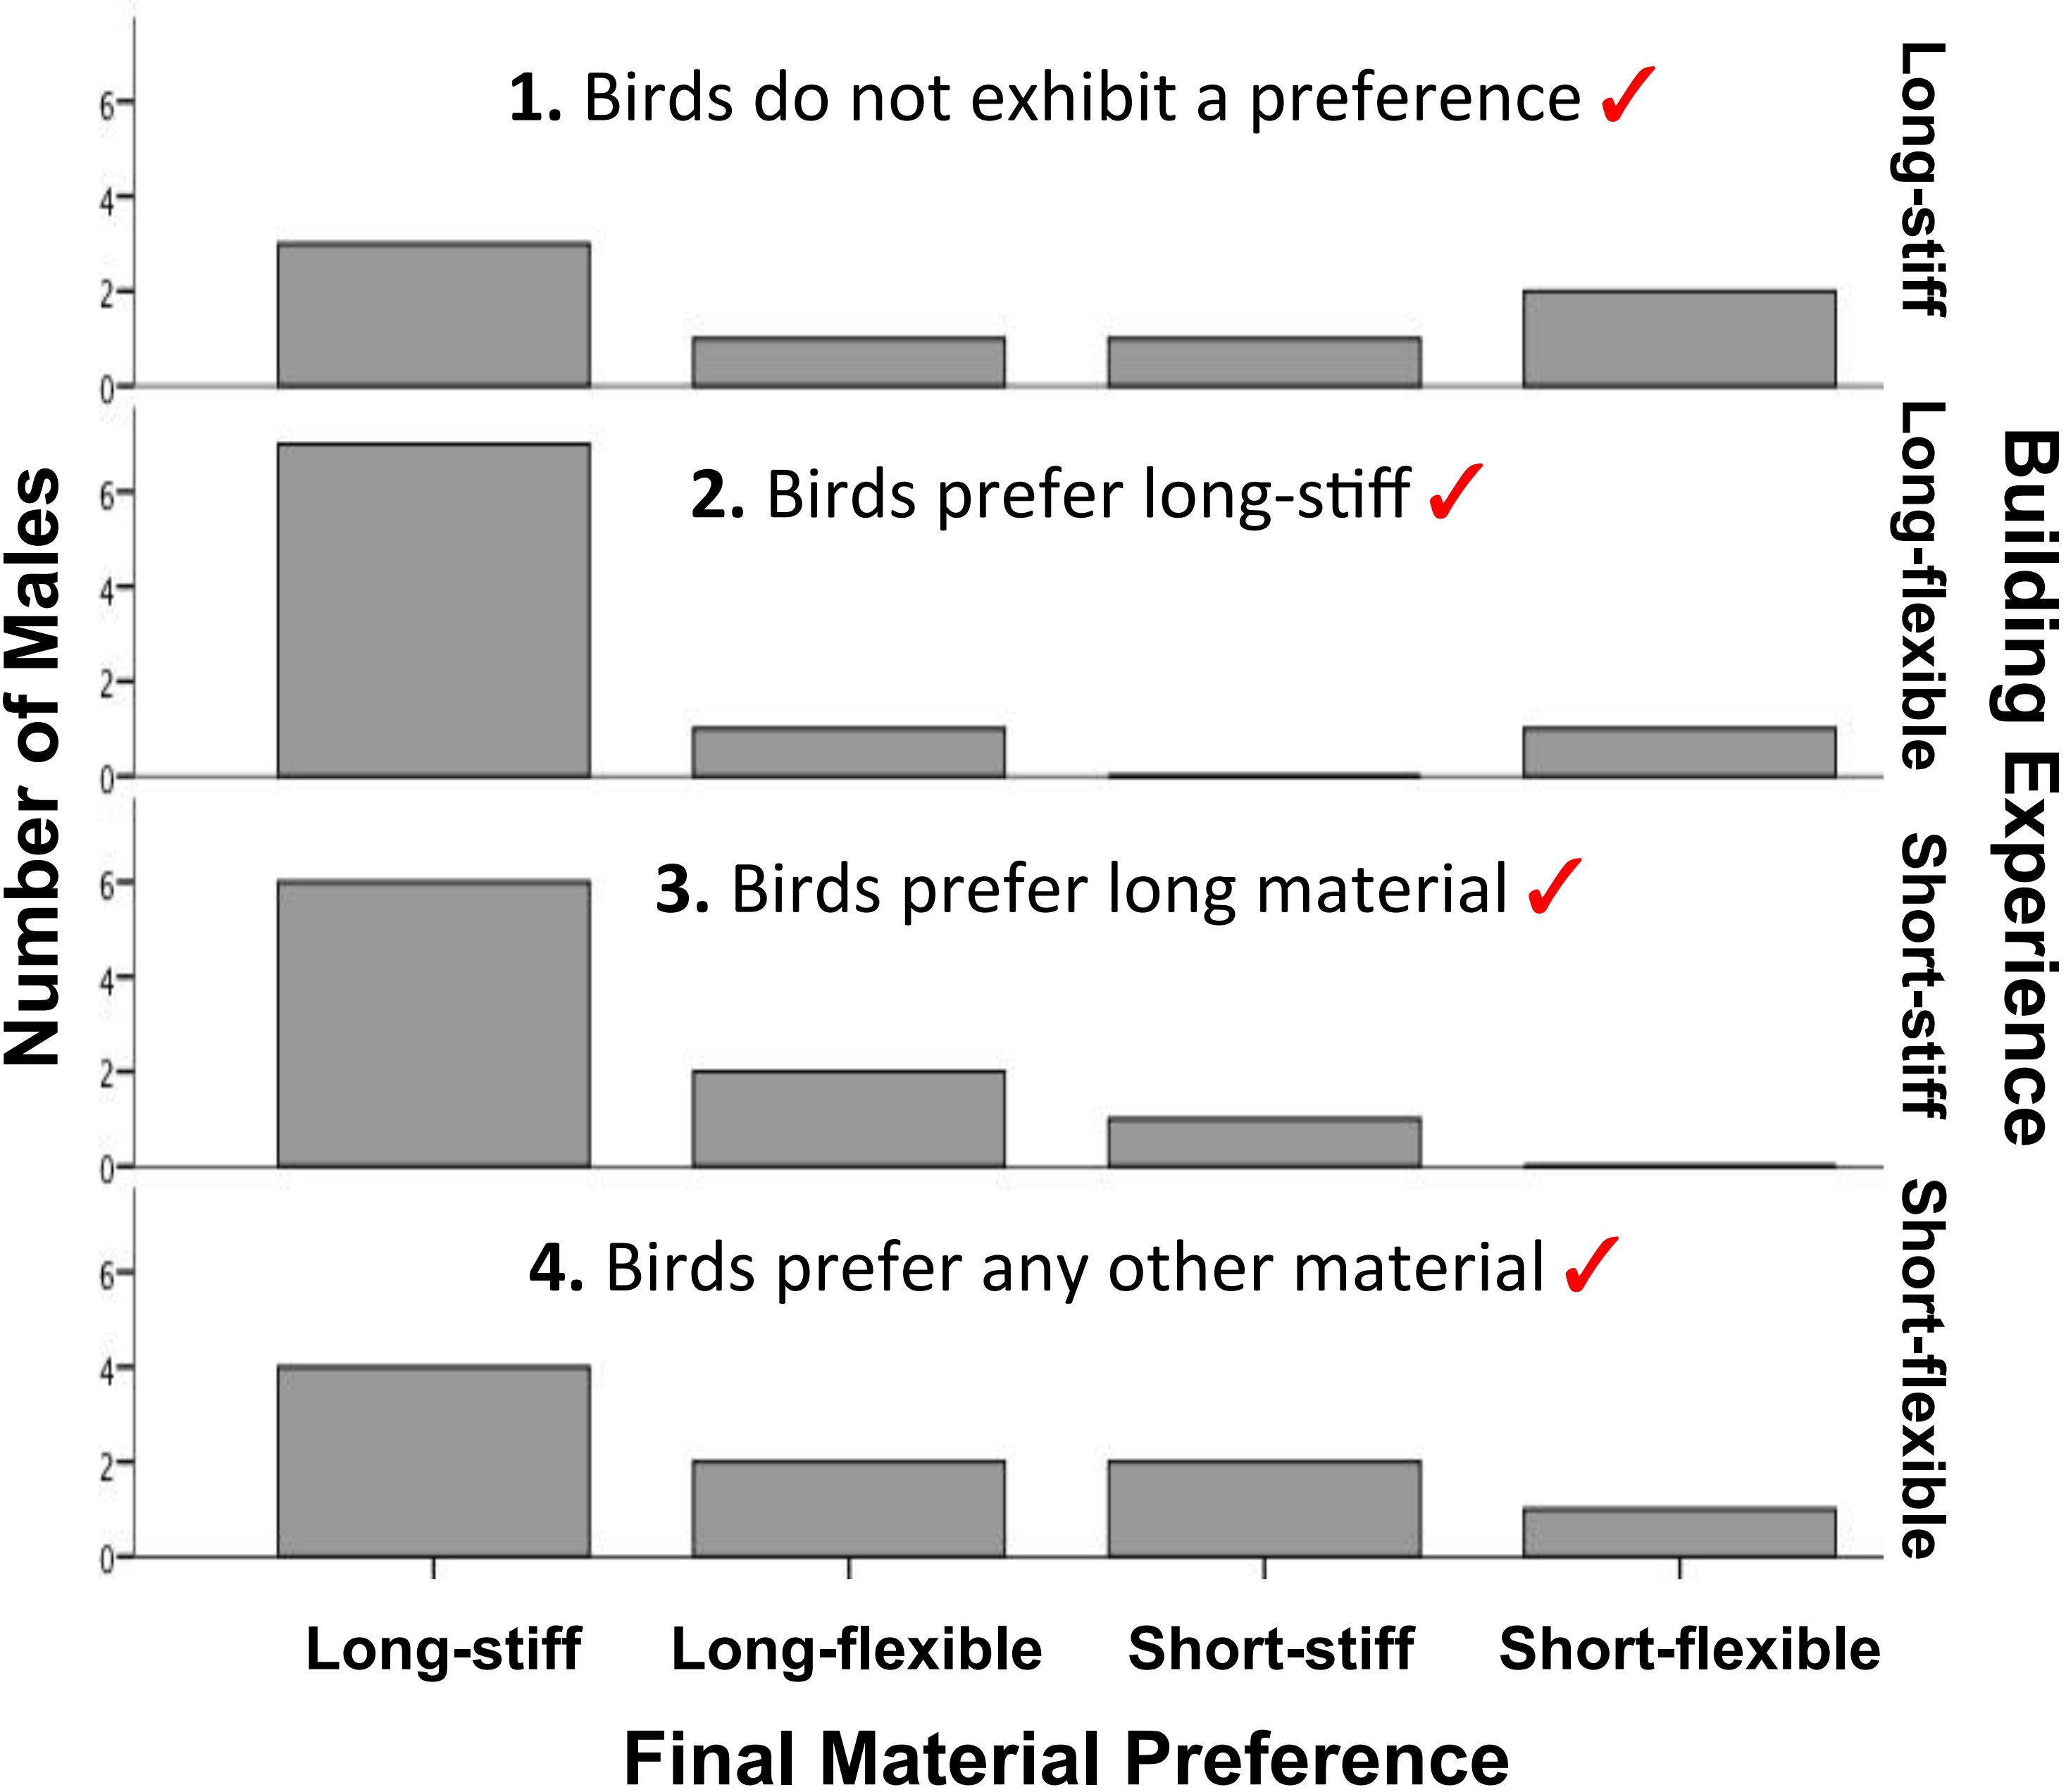 6
4
2
0
1. Birds do not exhibit a preference ✓
Long-stiff
6
4
2
0
2. Birds prefer long-stiff ✓
Long-flexible
6
4
2
0
3. Birds prefer long material ✓
Short-stiff
6
4
2
0
4. Birds prefer any other material ✓
Short-flexible
Number of Males
Building Experience
Long-stiff Long-flexible Short-stiff Short-flexible
Final Material Preference